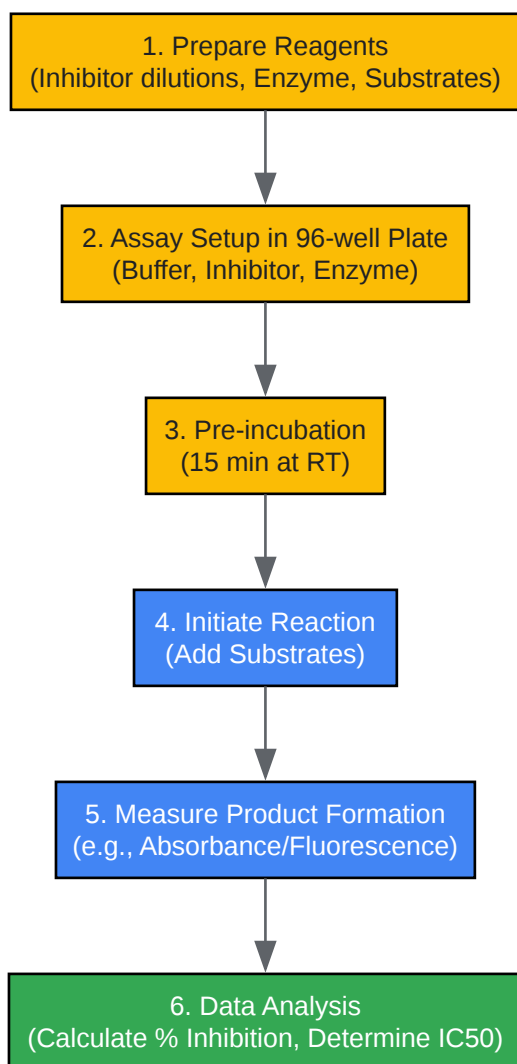 1. Prepare Reagents
(Inhibitor dilutions, Enzyme, Substrates)
2. Assay Setup in 96-well Plate
(Buffer, Inhibitor, Enzyme)
3. Pre-incubation
(15 min at RT)
4. Initiate Reaction
(Add Substrates)
5. Measure Product Formation
(e.g., Absorbance/Fluorescence)
6. Data Analysis
(Calculate % Inhibition, Determine IC50)